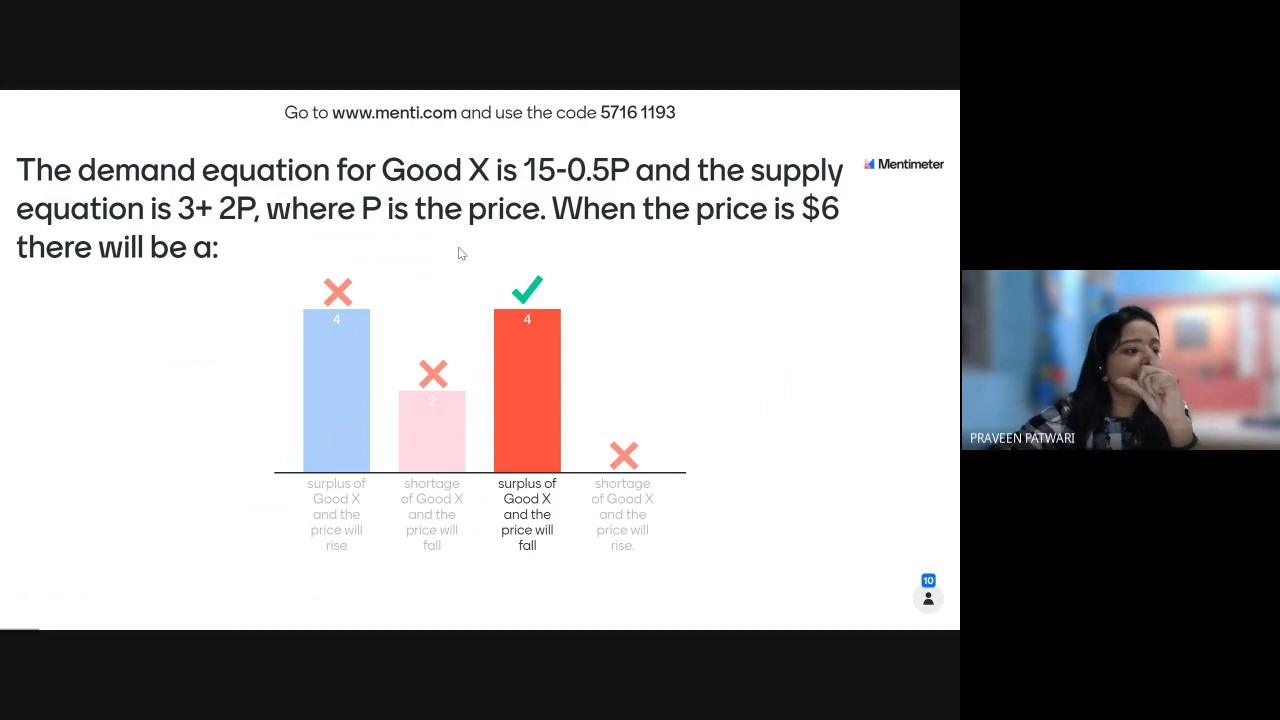 Go to www.menti.com and use the code 5716 1193
Mentimeter
The demand equation for Good X is 15-0.5P and the supply
equation is 3+ 2P, where P is the price. When the price is $6
there will be a:
4
2
4
surplus of
Good X
and the
price will
rise
shortage
of Good X
and the
price will
fall
surplus of
Good X
and the
price will
fall
shortage
of Good X
and the
price will
rise.
10
PRAVEEN PATWARI